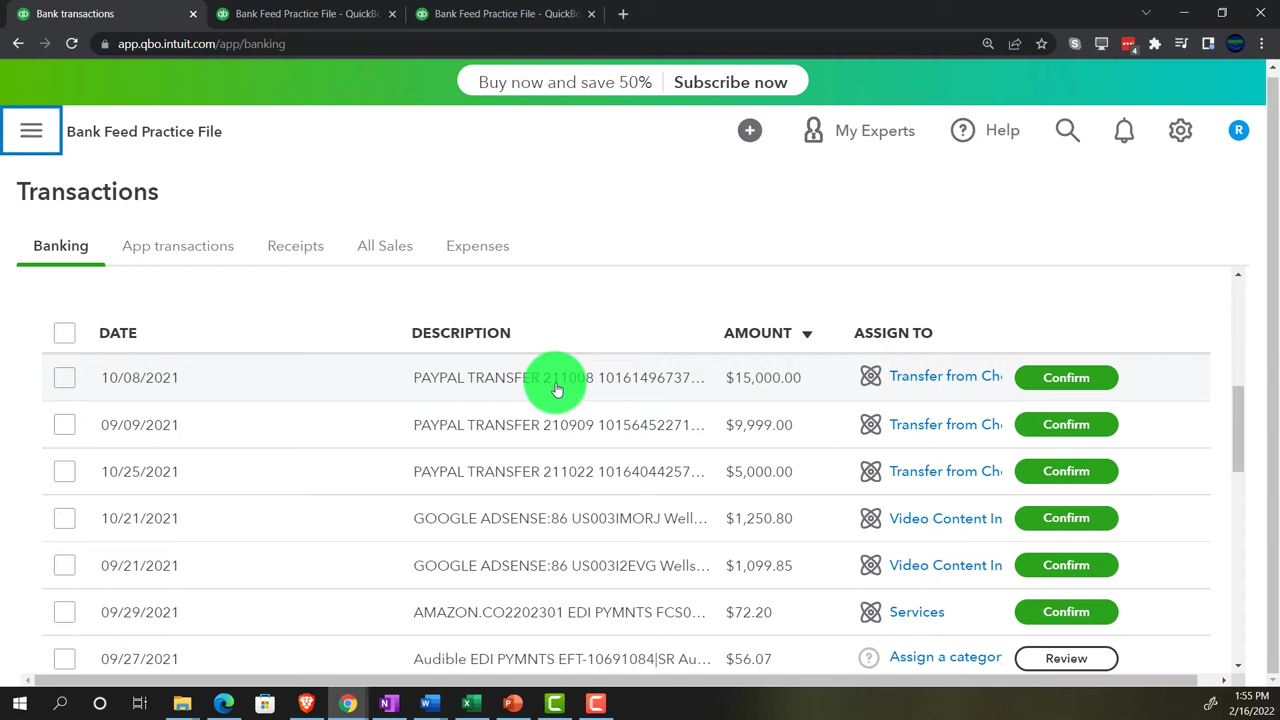 Bank transactions
Bank Feed Practice File - QuickB
Bank Feed Practice File - QuickB
app.qbo.intuit.com/app/banking
4
Buy now and save 50% Subscribe now
Bank Feed Practice File
My Experts
Help
R
Transactions
Banking
App transactions
Receipts
All Sales
Expenses
DATE DESCRIPTION AMOUNT ASSIGN TO
10/08/2021 PAYPAL TRANSFER 211008 10161496737... $15,000.00 Transfer from Che Confirm
09/09/2021 PAYPAL TRANSFER 210909 10156452271... $9,999.00 Transfer from Che Confirm
10/25/2021 PAYPAL TRANSFER 211022 10164044257... $5,000.00 Transfer from Che Confirm
10/21/2021 GOOGLE ADSENSE:86 US003IMORJ Well... $1,250.80 Video Content In Confirm
09/21/2021 GOOGLE ADSENSE:86 US003I2EVG Wells... $1,099.85 Video Content In Confirm
09/29/2021 AMAZON.CO2202301 EDI PYMNTS FCS0... $72.20 Services Confirm
09/27/2021 Audible EDI PYMNTS EFT-10691084|SR Au... $56.07 Assign a categor Review
1:55 PM
2/16/2022